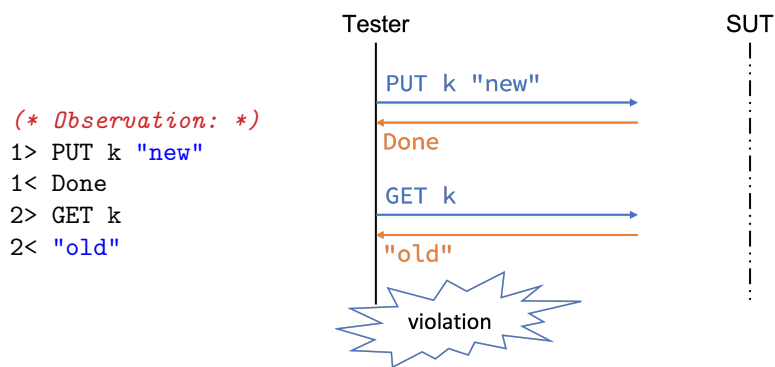 (* Observation: *)
1> PUT k "new"
1< Done
2> GET k
2< "old"
Tester
SUT
PUT k "new"
Done
GET k
"old"
violation